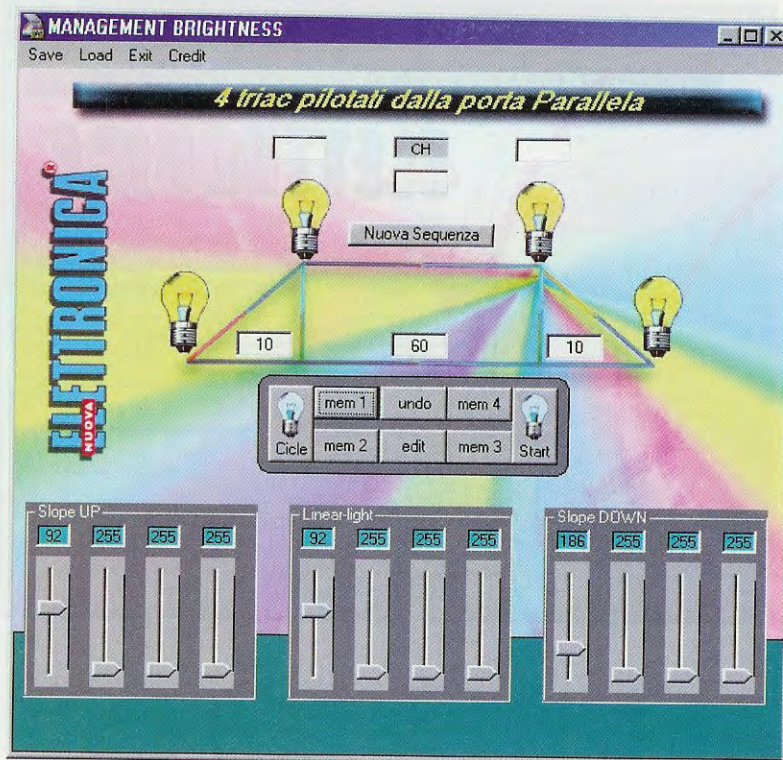 MANAGEMENT BRIGHTNESS
Save Load Exit Credit
4 triac pilotati dalla porta Parallela
CH
Nuova Sequenza
NUOVA ELETTRONICA®
10 60 10
mem 1 undo mem 4
Cicle mem 2 edit mem 3 Start
Slope UP
92 255 255 255
Linear-light
92 255 255 255
Slope DOWN
186 255 255 255